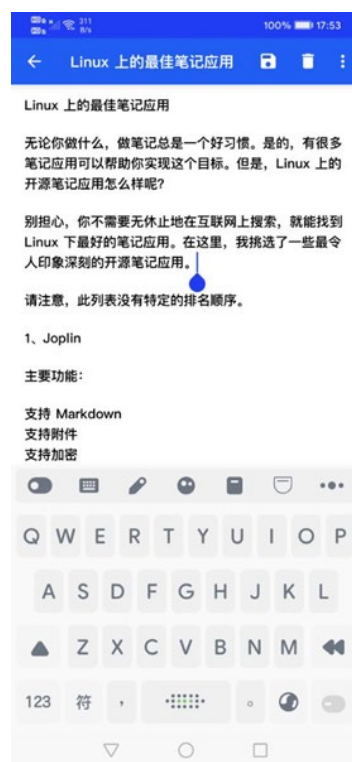 311
8/s
100%
17:53
Linux 上的最佳笔记应用
Linux 上的最佳笔记应用
无论你做什么，做笔记总是一个好习惯。是的，有很多
笔记应用可以帮助你实现这个目标。但是，Linux 上的
开源笔记应用怎么样呢？
别担心，你不需要无休止地在互联网上搜索，就能找到
Linux 下最好的笔记应用。在这里，我挑选了一些最令
人印象深刻的开源笔记应用。
请注意，此列表没有特定的排名顺序。
1、Joplin
主要功能：
支持 Markdown
支持附件
支持加密
Q W E R T Y U I O P
A S D F G H J K L
Z X C V B N M
123 符 ， 。